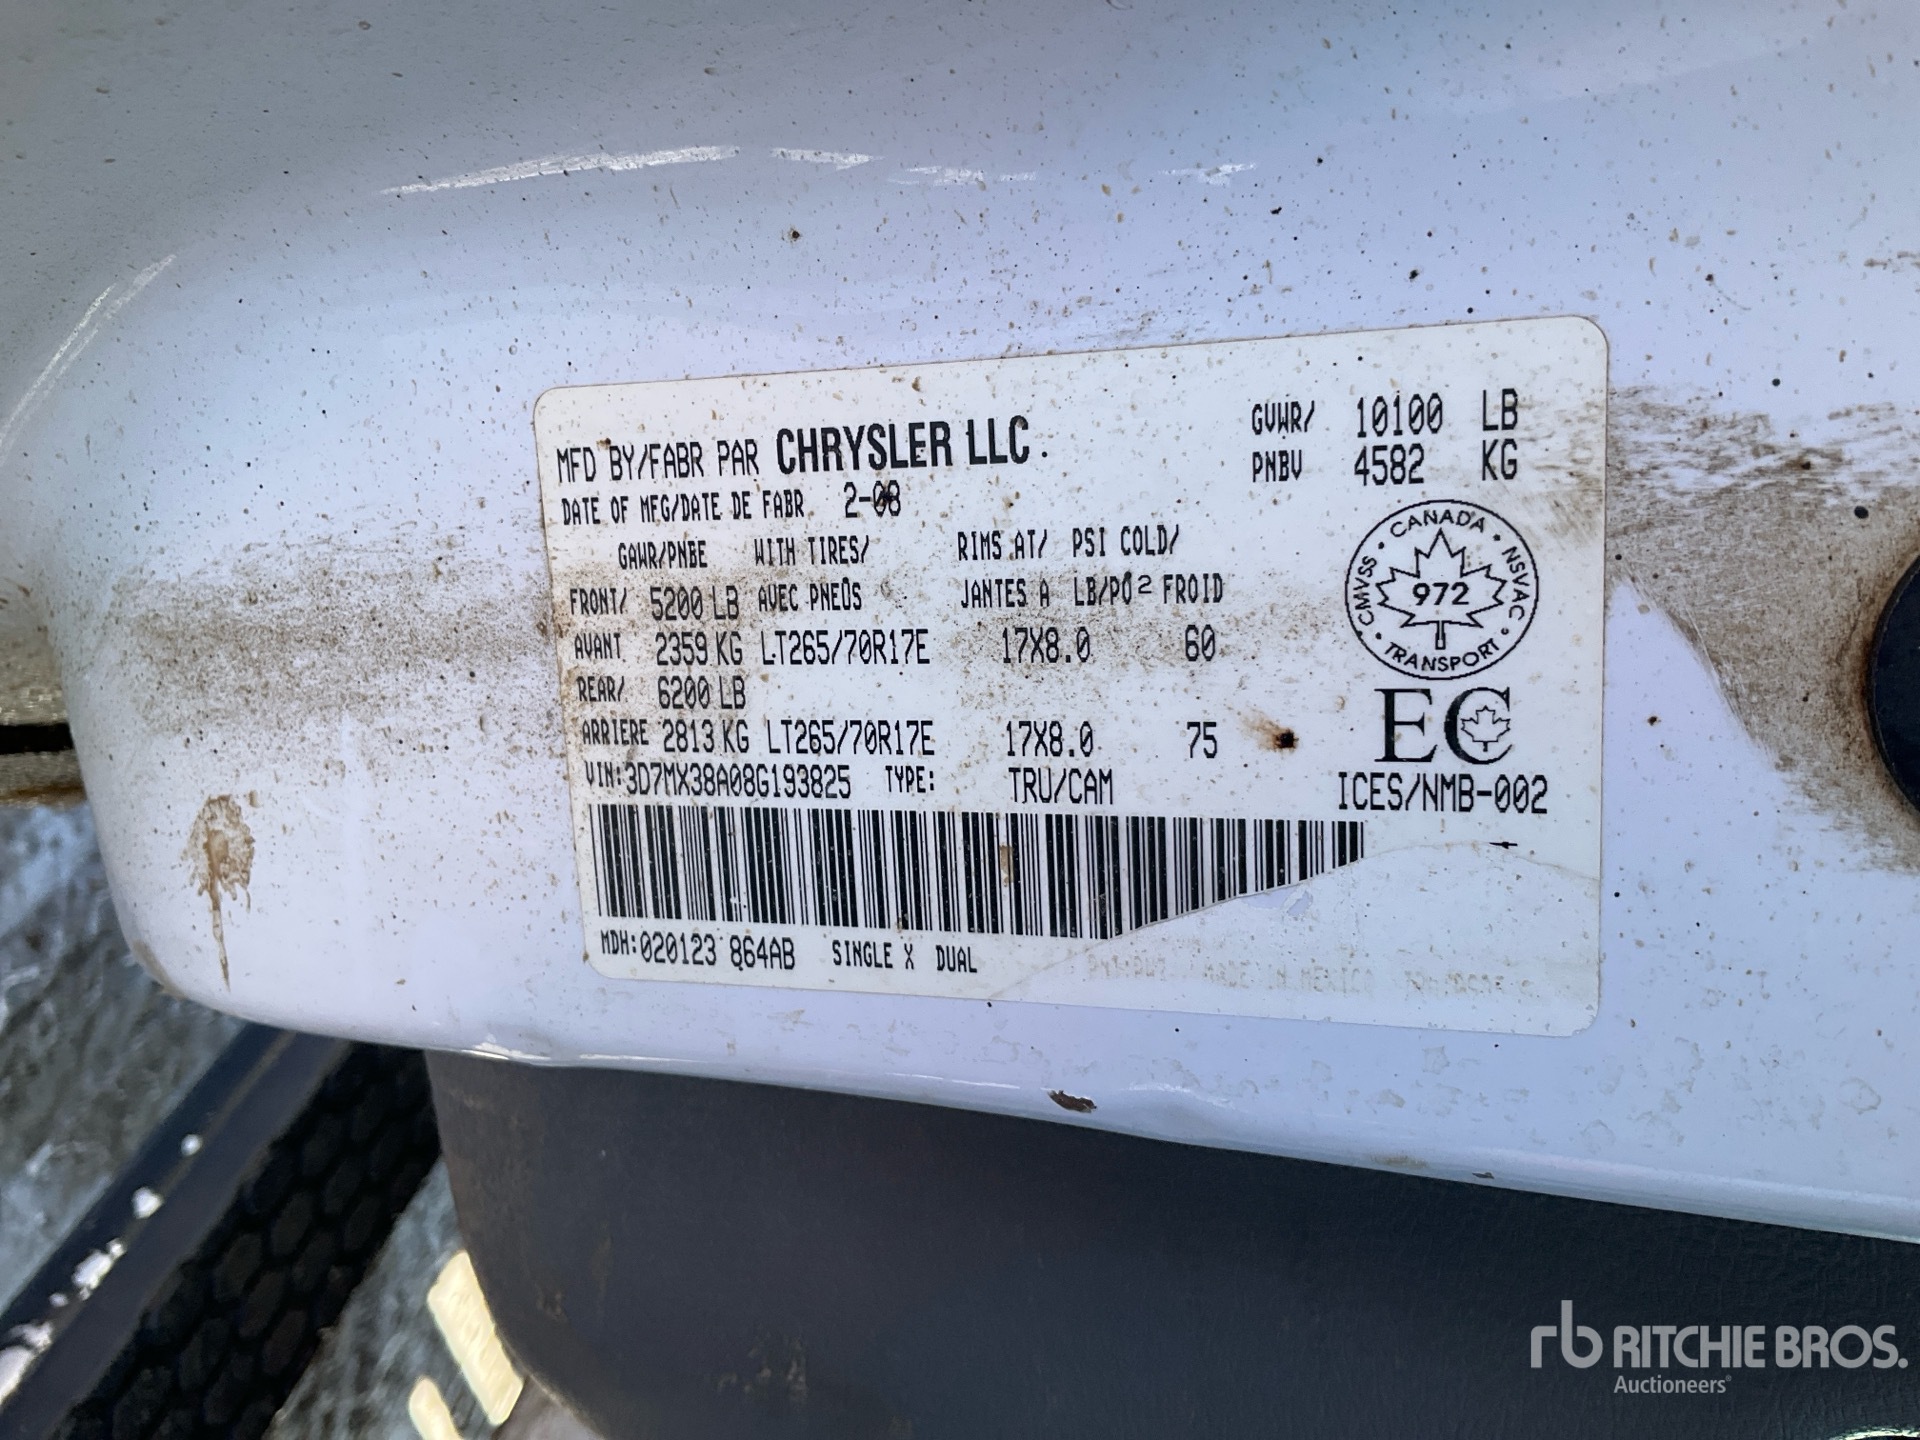 MFD BY/FABR PAR CHRYSLER LLC.
GVWR/ 10100 LB
PNBV 4582 KG
DATE OF MFG/DATE DE FABR 2-08
GAWR/PNBE WITH TIRES/ RIMS AT/ PSI COLD/
FRONT/ 5200 LB AVEC PNEUS JANTES A LB/PO² FROID
AVANT 2359 KG LT265/70R17E 17X8.0 60
REAR/ 6200 LB
ARRIERE 2813 KG LT265/70R17E 17X8.0 75
VIN:3D7MX38A08G193825 TYPE: TRU/CAM
CANADA • NSVAC • TRANSPORT • CMVSS •
972
EC
ICES/NMB-002
MDH:020123 864AB SINGLE X DUAL
rb RITCHIE BROS.
Auctioneers